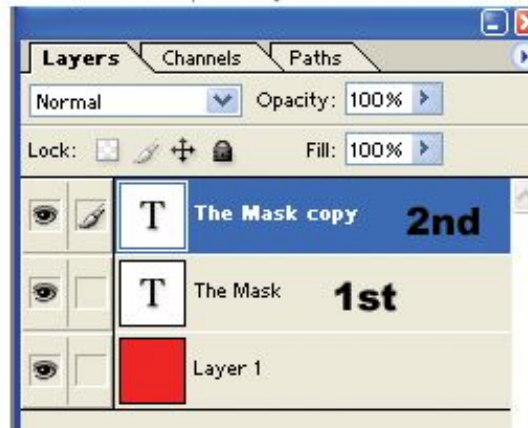 Layers Channels Paths
Normal Opacity: 100%
Lock: Fill: 100%
T The Mask copy 2nd
T The Mask 1st
Layer 1